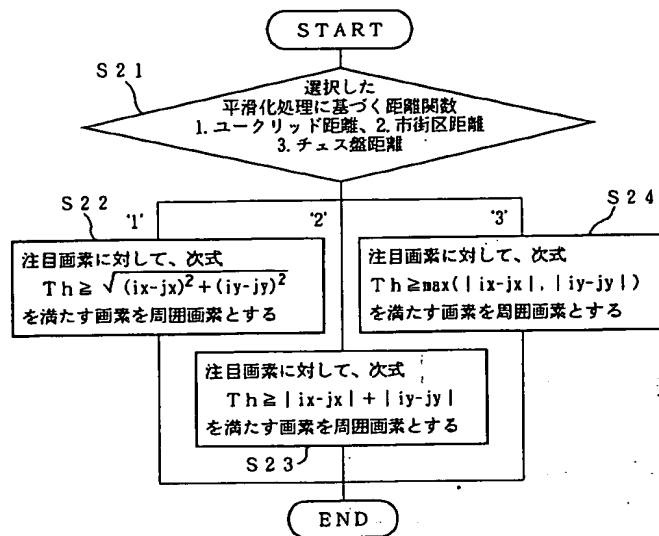 START
S21
選択した
平滑化処理に基づく距離関数
1. ユークリッド距離、2. 市街区距離
3. チェス盤距離
S22
'1'
'2'
'3'
S24
注目画素に対して、次式
Th≧√(ix-jx)²+(iy-jy)²
を満たす画素を周囲画素とする
注目画素に対して、次式
Th≧max(|ix-jx|,|iy-jy|)
を満たす画素を周囲画素とする
注目画素に対して、次式
Th≧|ix-jx|+|iy-jy|
を満たす画素を周囲画素とする
S23
END